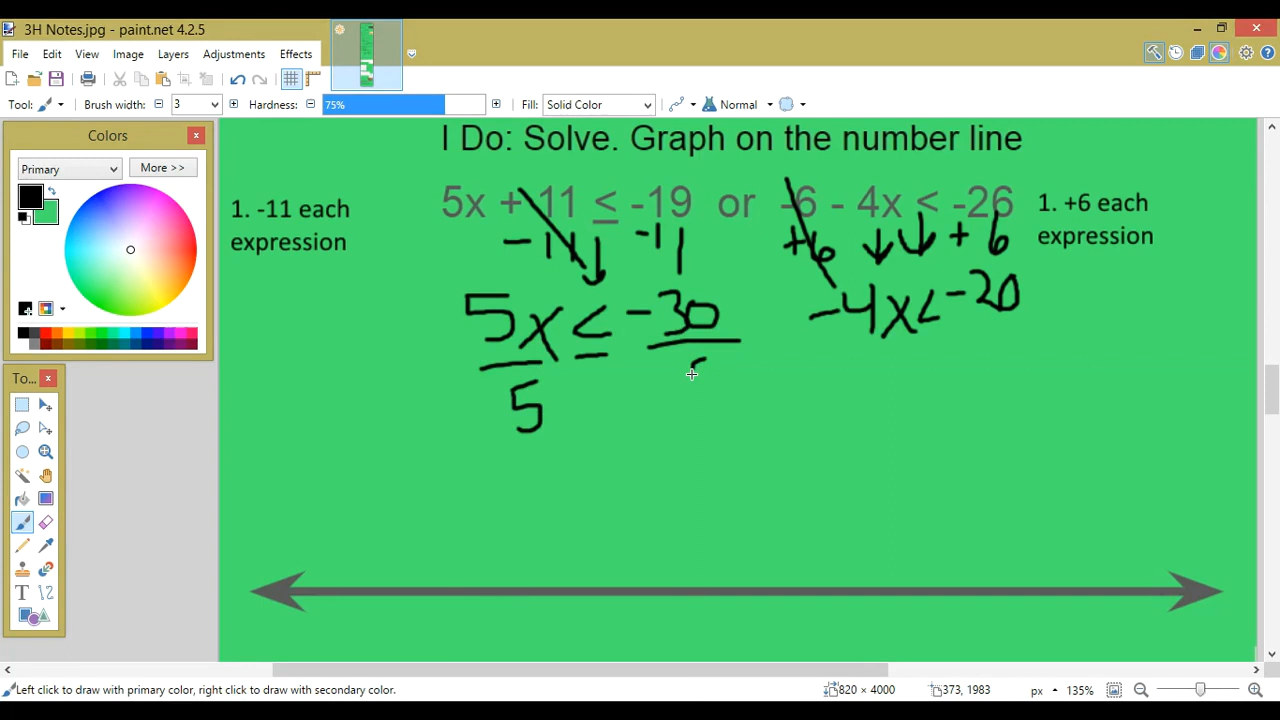 3H Notes.jpg - paint.net 4.2.5
File Edit View Image Layers Adjustments Effects
Tool: Brush width: 3 Hardness: 75% Fill: Solid Color Normal
Colors
Primary More >>
I Do: Solve. Graph on the number line
1. -11 each
expression
5x + 11 ≤ -19 or -6 - 4x < -26
1. +6 each
expression
-11 -11 +6 + 6
5x ≤ -30 -4x < -20
5
To...
Left click to draw with primary color, right click to draw with secondary color.
820 x 4000
373, 1983
px
135%